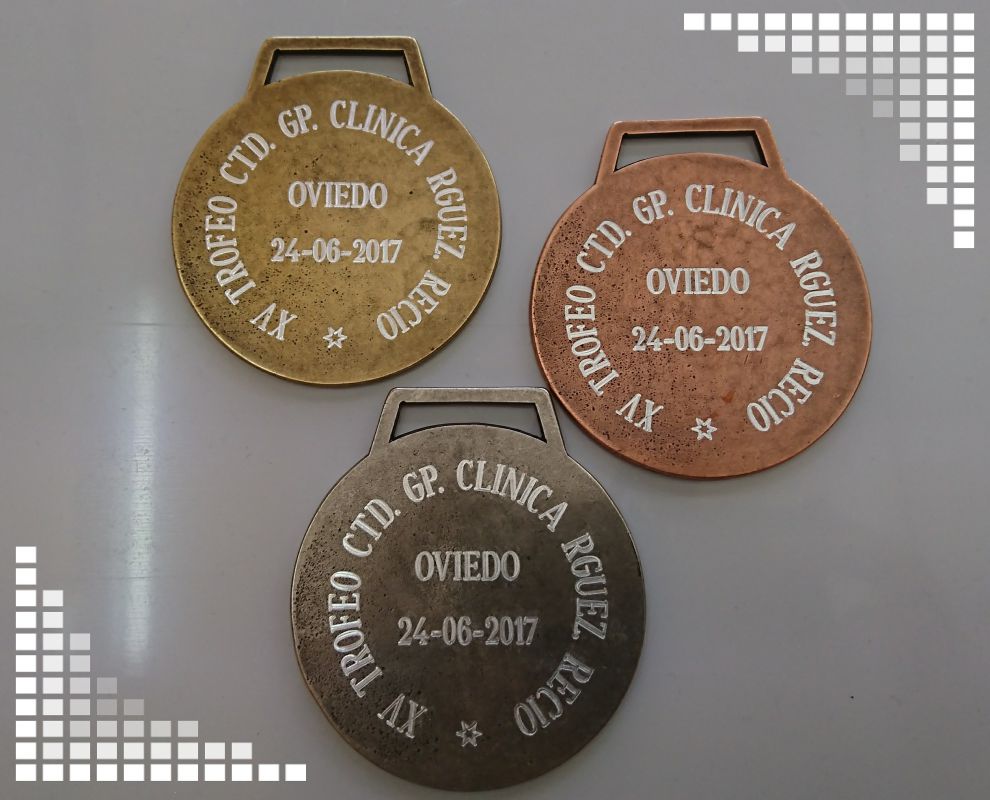 XV TROFEO CTD. GP. CLINICA RGUEZ. RECIO
OVIEDO
24-06-2017
XV TROFEO CTD. GP. CLINICA RGUEZ. RECIO
OVIEDO
24-06-2017
XV TROFEO CTD. GP. CLINICA RGUEZ. RECIO
OVIEDO
24-06-2017